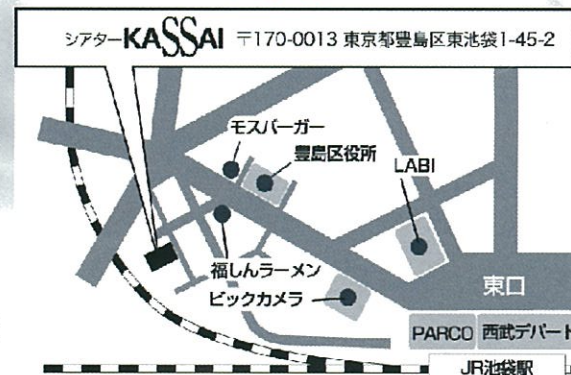 シアターKASSAI 〒170-0013 東京都豊島区東池袋1-45-2
モスバーガー
豊島区役所
LABI
福しんラーメン
ビックカメラ
東口
PARCO 西武デパート
JR池袋駅